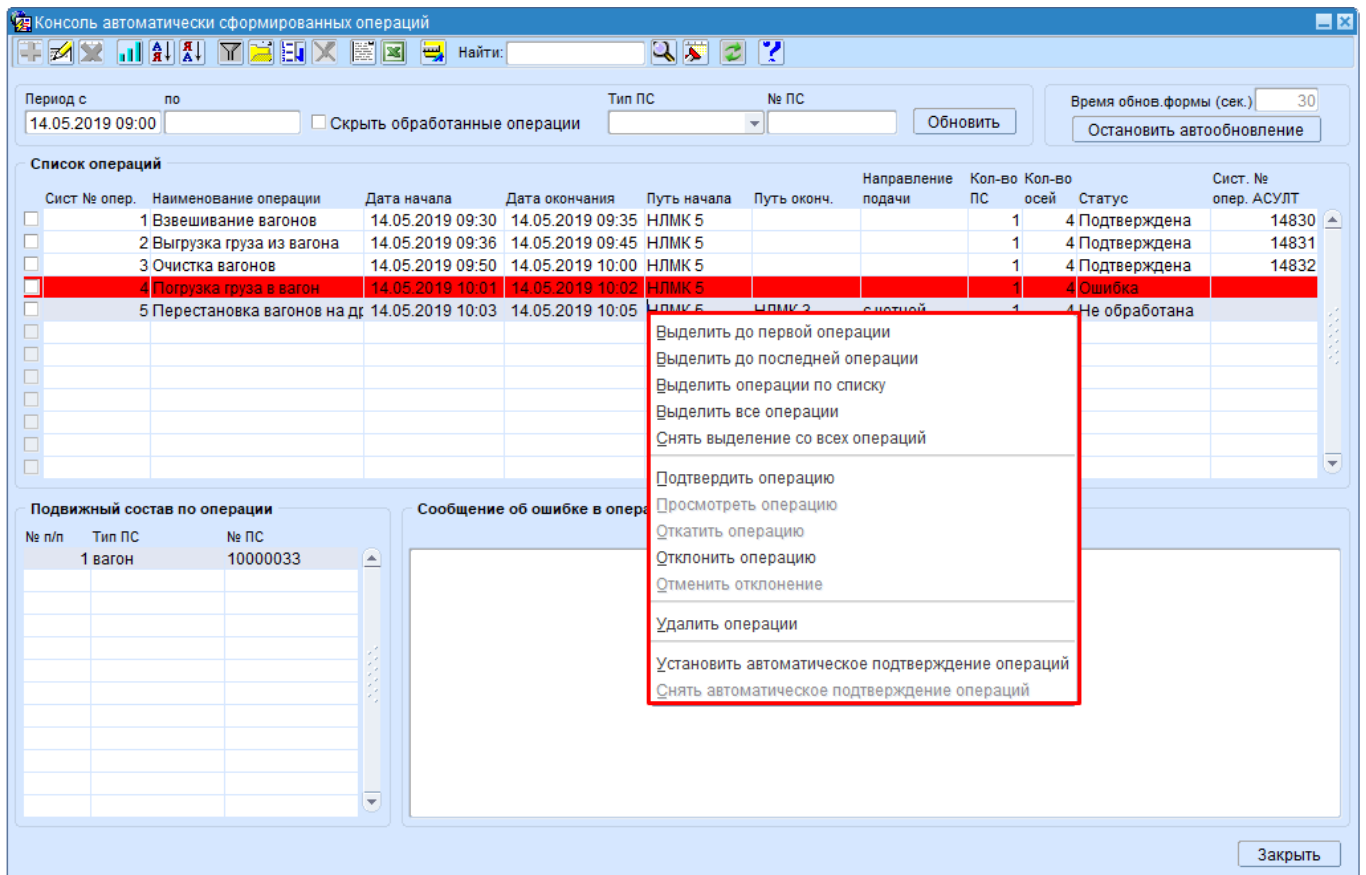 Консоль автоматически сформированных операций
Найти:
Период с по Тип ПС № ПС Время обнов.формы (сек.) 30
14.05.2019 09:00 Скрыть обработанные операции Обновить Остановить автообновление
Список операций
Направление Кол-во Кол-во Сист. №
Сист № опер. Наименование операции Дата начала Дата окончания Путь начала Путь оконч. подачи ПС осей Статус опер. АСУЛТ
1 Взвешивание вагонов 14.05.2019 09:30 14.05.2019 09:35 НЛМК 5 1 4 Подтверждена 14830
2 Выгрузка груза из вагона 14.05.2019 09:36 14.05.2019 09:45 НЛМК 5 1 4 Подтверждена 14831
3 Очистка вагонов 14.05.2019 09:50 14.05.2019 10:00 НЛМК 5 1 4 Подтверждена 14832
4 Погрузка груза в вагон 14.05.2019 10:01 14.05.2019 10:02 НЛМК 5 1 4 Ошибка
5 Перестановка вагонов на др 14.05.2019 10:03 14.05.2019 10:05 НЛМК 5 НЛМК 3 с четной 1 4 Не обработана
Выделить до первой операции
Выделить до последней операции
Выделить операции по списку
Выделить все операции
Снять выделение со всех операций
Подтвердить операцию
Просмотреть операцию
Откатить операцию
Отклонить операцию
Отменить отклонение
Удалить операции
Установить автоматическое подтверждение операций
Снять автоматическое подтверждение операций
Подвижный состав по операции Сообщение об ошибке в опера
№ п/п Тип ПС № ПС
1 вагон 10000033
Закрыть